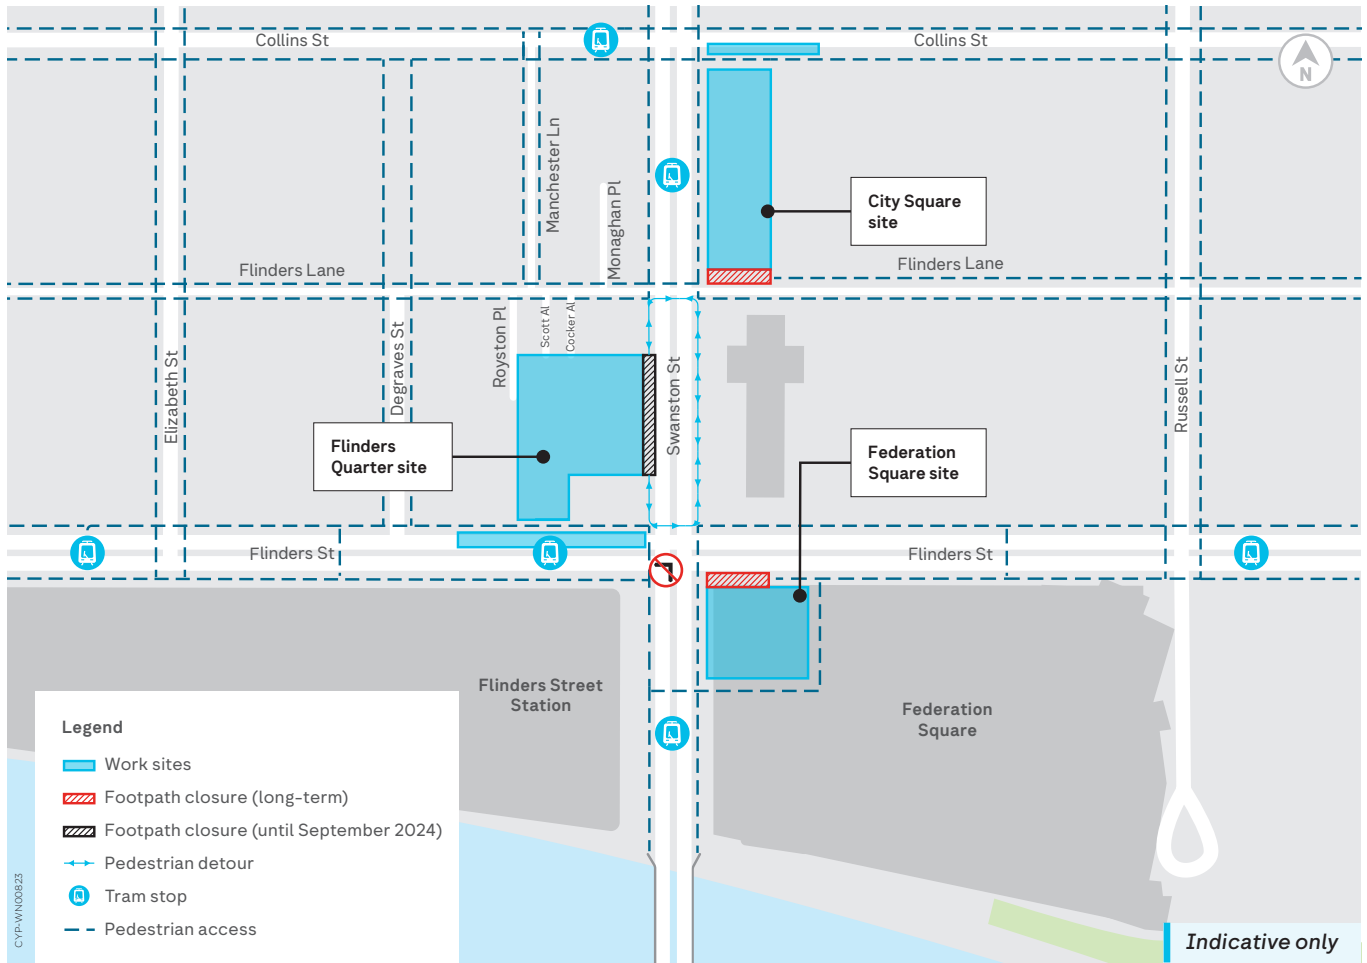 Collins St
Collins St
N
Manchester Ln
Monaghan Pl
City Square
site
Flinders Lane
Flinders Lane
Royston Pl
Scott Al
Cocker Al
Elizabeth St
Degraves St
Swanston St
Russell St
Flinders
Quarter site
Federation
Square site
Flinders St
Flinders St
Flinders Street
Station
Federation
Square
Legend
Work sites
Footpath closure (long-term)
Footpath closure (until September 2024)
Pedestrian detour
Tram stop
Pedestrian access
CYP-WN00823
Indicative only